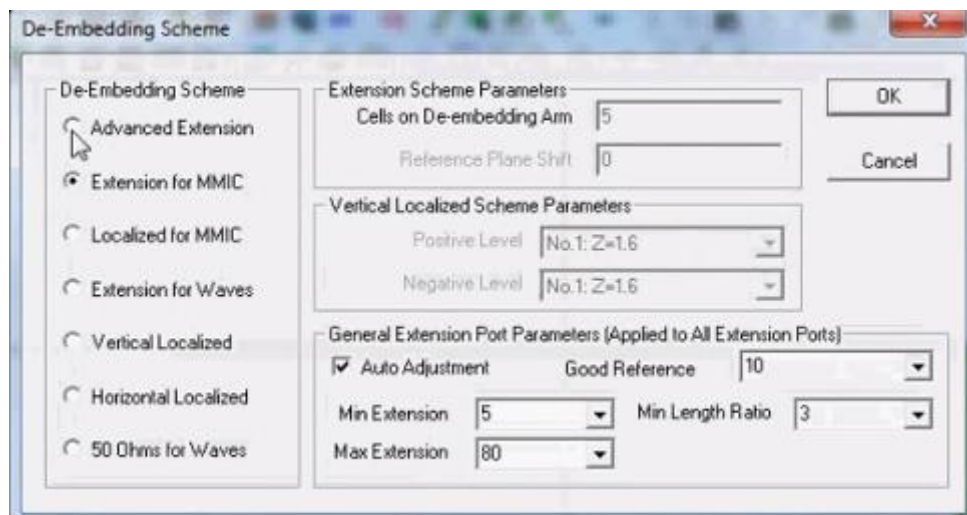 De-Embedding Scheme
De-Embedding Scheme
Advanced Extension
Extension for MMIC
Localized for MMIC
Extension for Waves
Vertical Localized
Horizontal Localized
50 Ohms for Waves
Extension Scheme Parameters
Cells on De-embedding Arm 5
Reference Plane Shift 0
Vertical Localized Scheme Parameters
Positive Level No.1: Z=1.6
Negative Level No.1: Z=1.6
General Extension Port Parameters (Applied to All Extension Ports)
Auto Adjustment Good Reference 10
Min Extension 5 Min Length Ratio 3
Max Extension 80
OK
Cancel